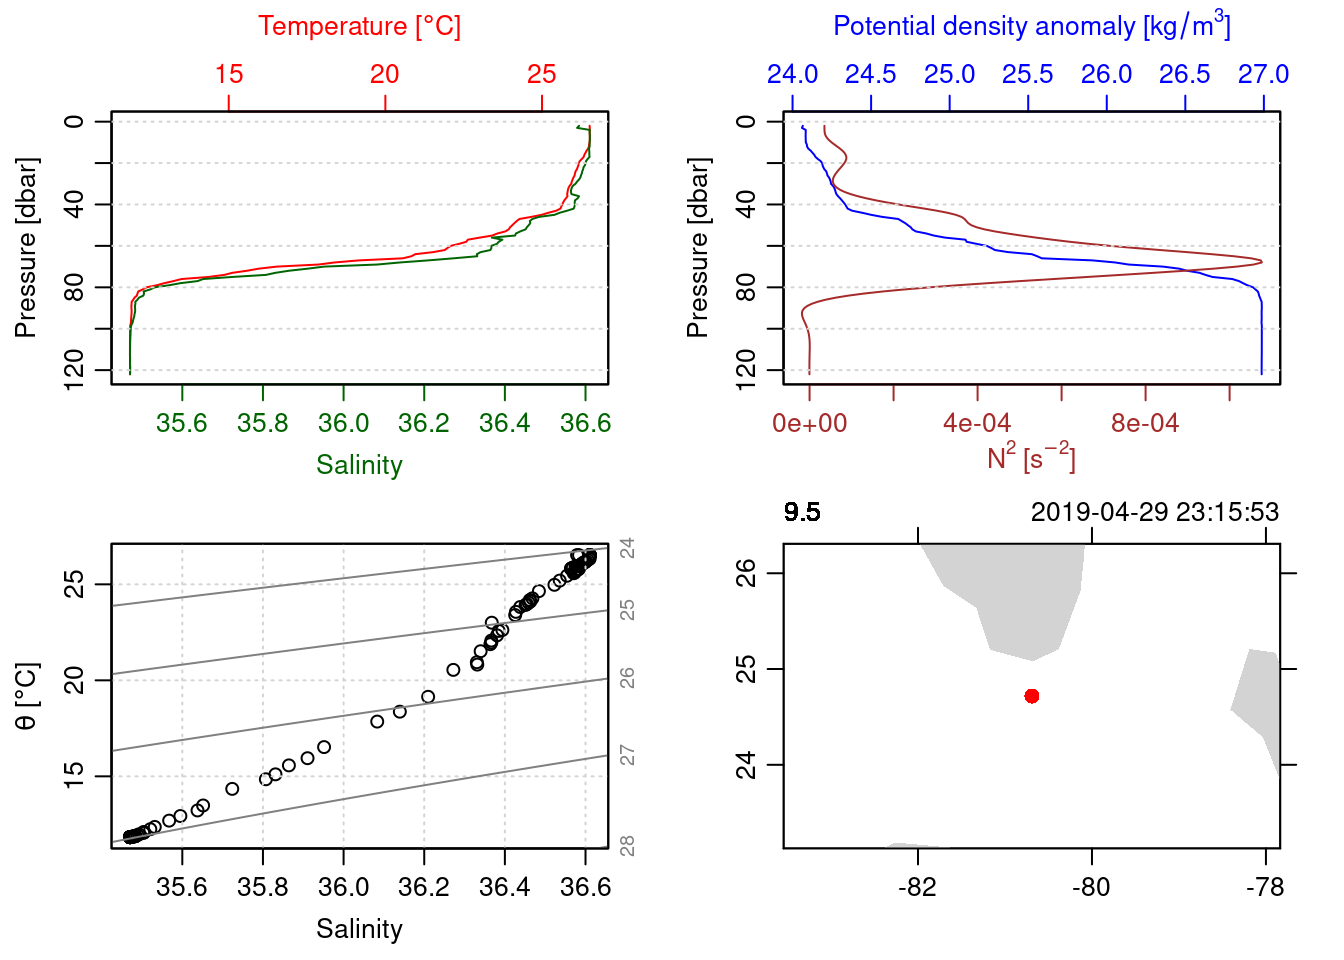 Temperature [°C]
15 20 25
0
40
80
120
Pressure [dbar]
35.6 35.8 36.0 36.2 36.4 36.6
Salinity
Potential density anomaly [kg/m³]
24.0 24.5 25.0 25.5 26.0 26.5 27.0
0
40
80
120
Pressure [dbar]
0e+00 4e-04 8e-04
N² [s⁻²]
25
20
15
θ [°C]
24
25
26
27
28
35.6 35.8 36.0 36.2 36.4 36.6
Salinity
9.5 2019-04-29 23:15:53
26
25
24
-82 -80 -78